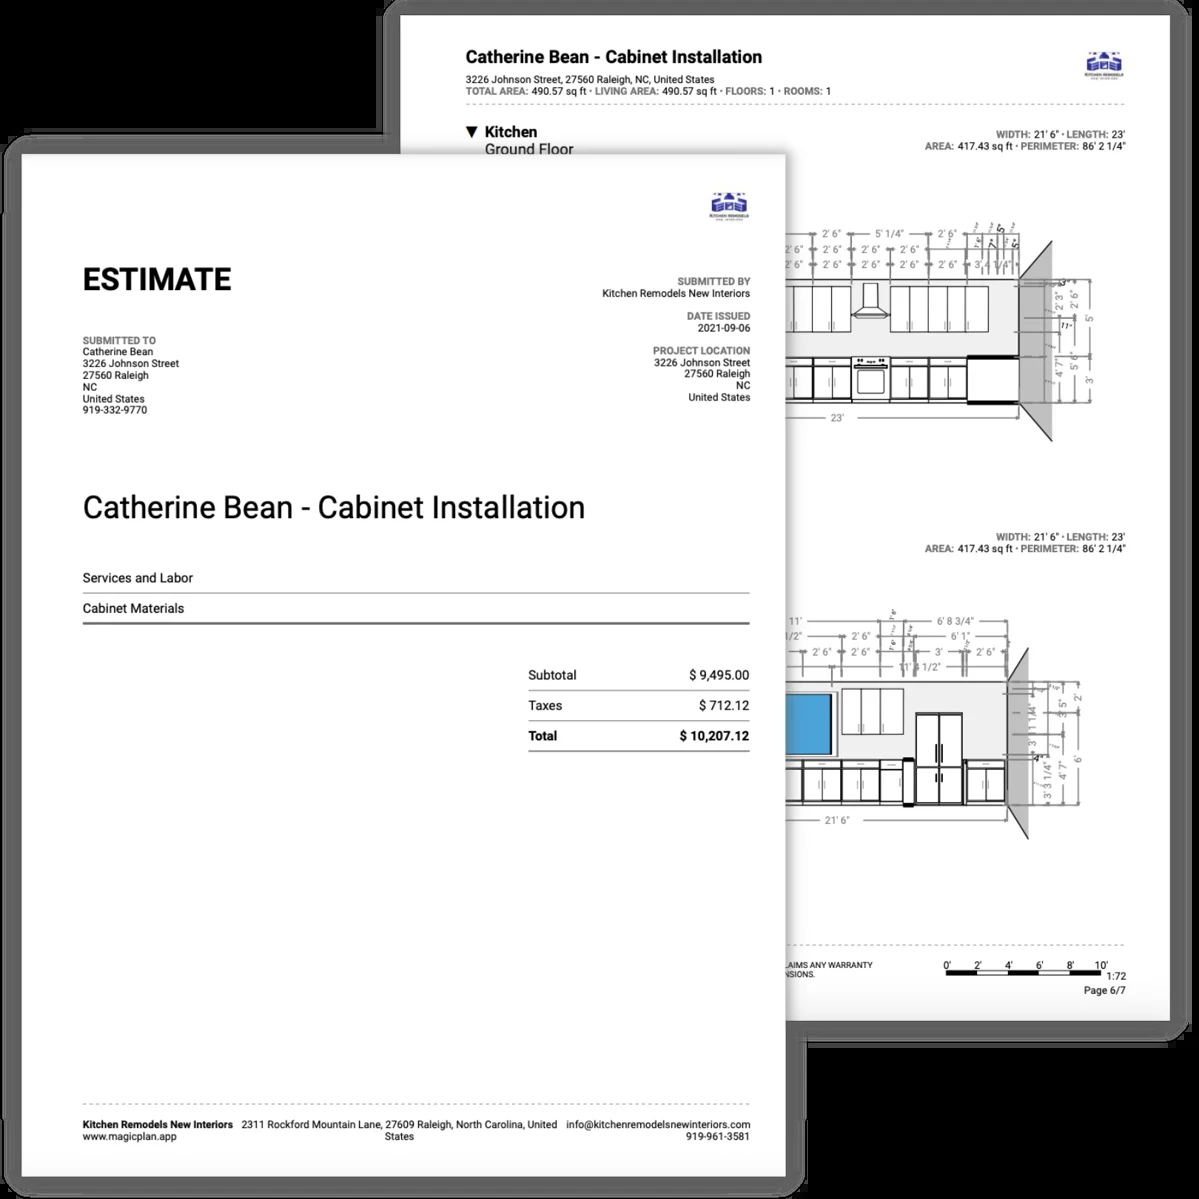 Catherine Bean - Cabinet Installation
3226 Johnson Street, 27560 Raleigh, NC, United States
TOTAL AREA: 490.57 sq ft · LIVING AREA: 490.57 sq ft · FLOORS: 1 · ROOMS: 1
KITCHEN REMODELS
▼ Kitchen
Ground Floor
WIDTH: 21' 6" · LENGTH: 23'
AREA: 417.43 sq ft · PERIMETER: 86' 2 1/4"
2' 6" 5' 1/4" 2' 6" 5"
2' 6" 2' 6" 2' 6" 2' 6" 7" 5"
2' 6" 2' 6" 2' 6" 2' 6" 2' 6"
2' 3" 2' 6" 5'
11"
4' 7" 5' 6" 3'
23'
WIDTH: 21' 6" · LENGTH: 23'
AREA: 417.43 sq ft · PERIMETER: 86' 2 1/4"
11' 6' 8 3/4"
1/2" 2' 6" 6' 1"
2' 6" 2' 6" 3' 2' 6"
11' 4 1/2"
2'
3' 5"
3' 3 1/4" 4' 7" 6'
21' 6"
LAIMS ANY WARRANTY
NSIONS.
0' 2' 4' 6' 8' 10'
1:72
Page 6/7
KITCHEN REMODELS
NEW INTERIORS
ESTIMATE
SUBMITTED BY
Kitchen Remodels New Interiors
DATE ISSUED
2021-09-06
PROJECT LOCATION
3226 Johnson Street
27560 Raleigh
NC
United States
SUBMITTED TO
Catherine Bean
3226 Johnson Street
27560 Raleigh
NC
United States
919-332-9770
Catherine Bean - Cabinet Installation
Services and Labor
Cabinet Materials
Subtotal $ 9,495.00
Taxes $ 712.12
Total $ 10,207.12
Kitchen Remodels New Interiors 2311 Rockford Mountain Lane, 27609 Raleigh, North Carolina, United info@kitchenremodelsnewinteriors.com
www.magicplan.app States 919-961-3581